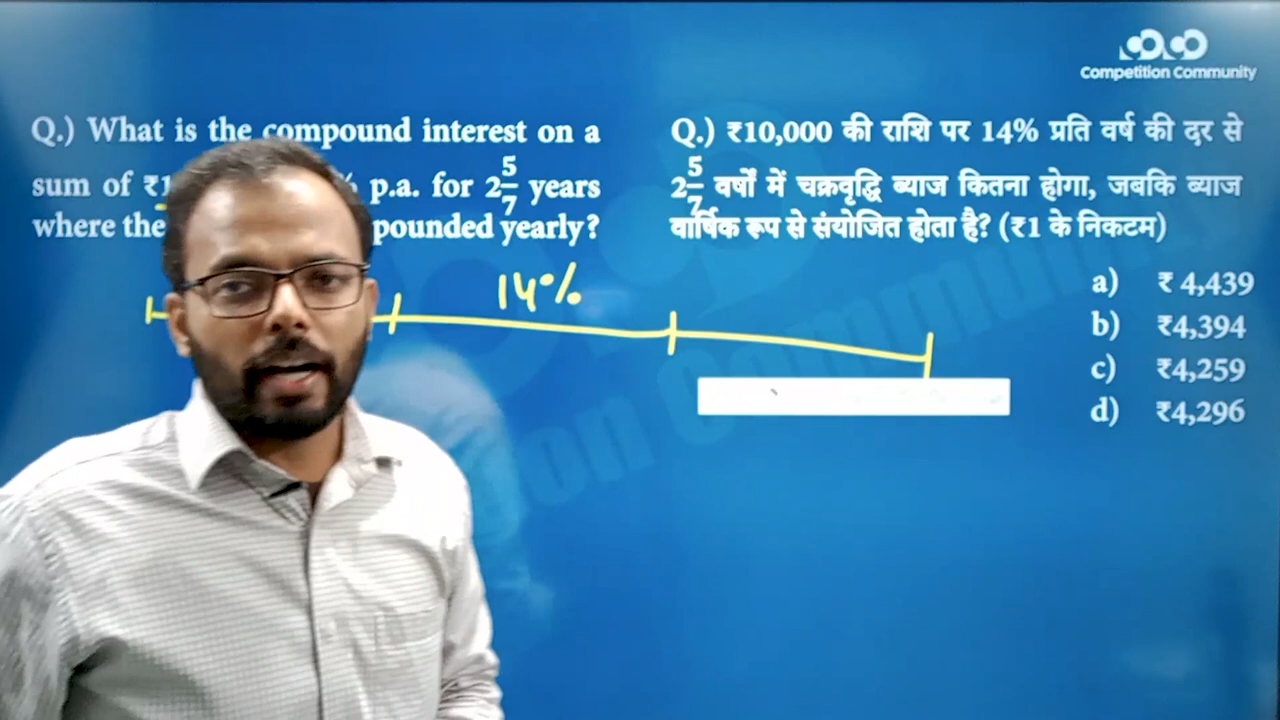 Competition Community
Q.) What is the compound interest on a
sum of ₹1 % p.a. for 2 5/7 years
where the pounded yearly?
Q.) ₹10,000 की राशि पर 14% प्रति वर्ष की दर से
2 5/7 वर्षों में चक्रवृद्धि ब्याज कितना होगा, जबकि ब्याज
वार्षिक रूप से संयोजित होता है? (₹1 के निकटम)
14%
a) ₹ 4,439
b) ₹4,394
c) ₹4,259
d) ₹4,296